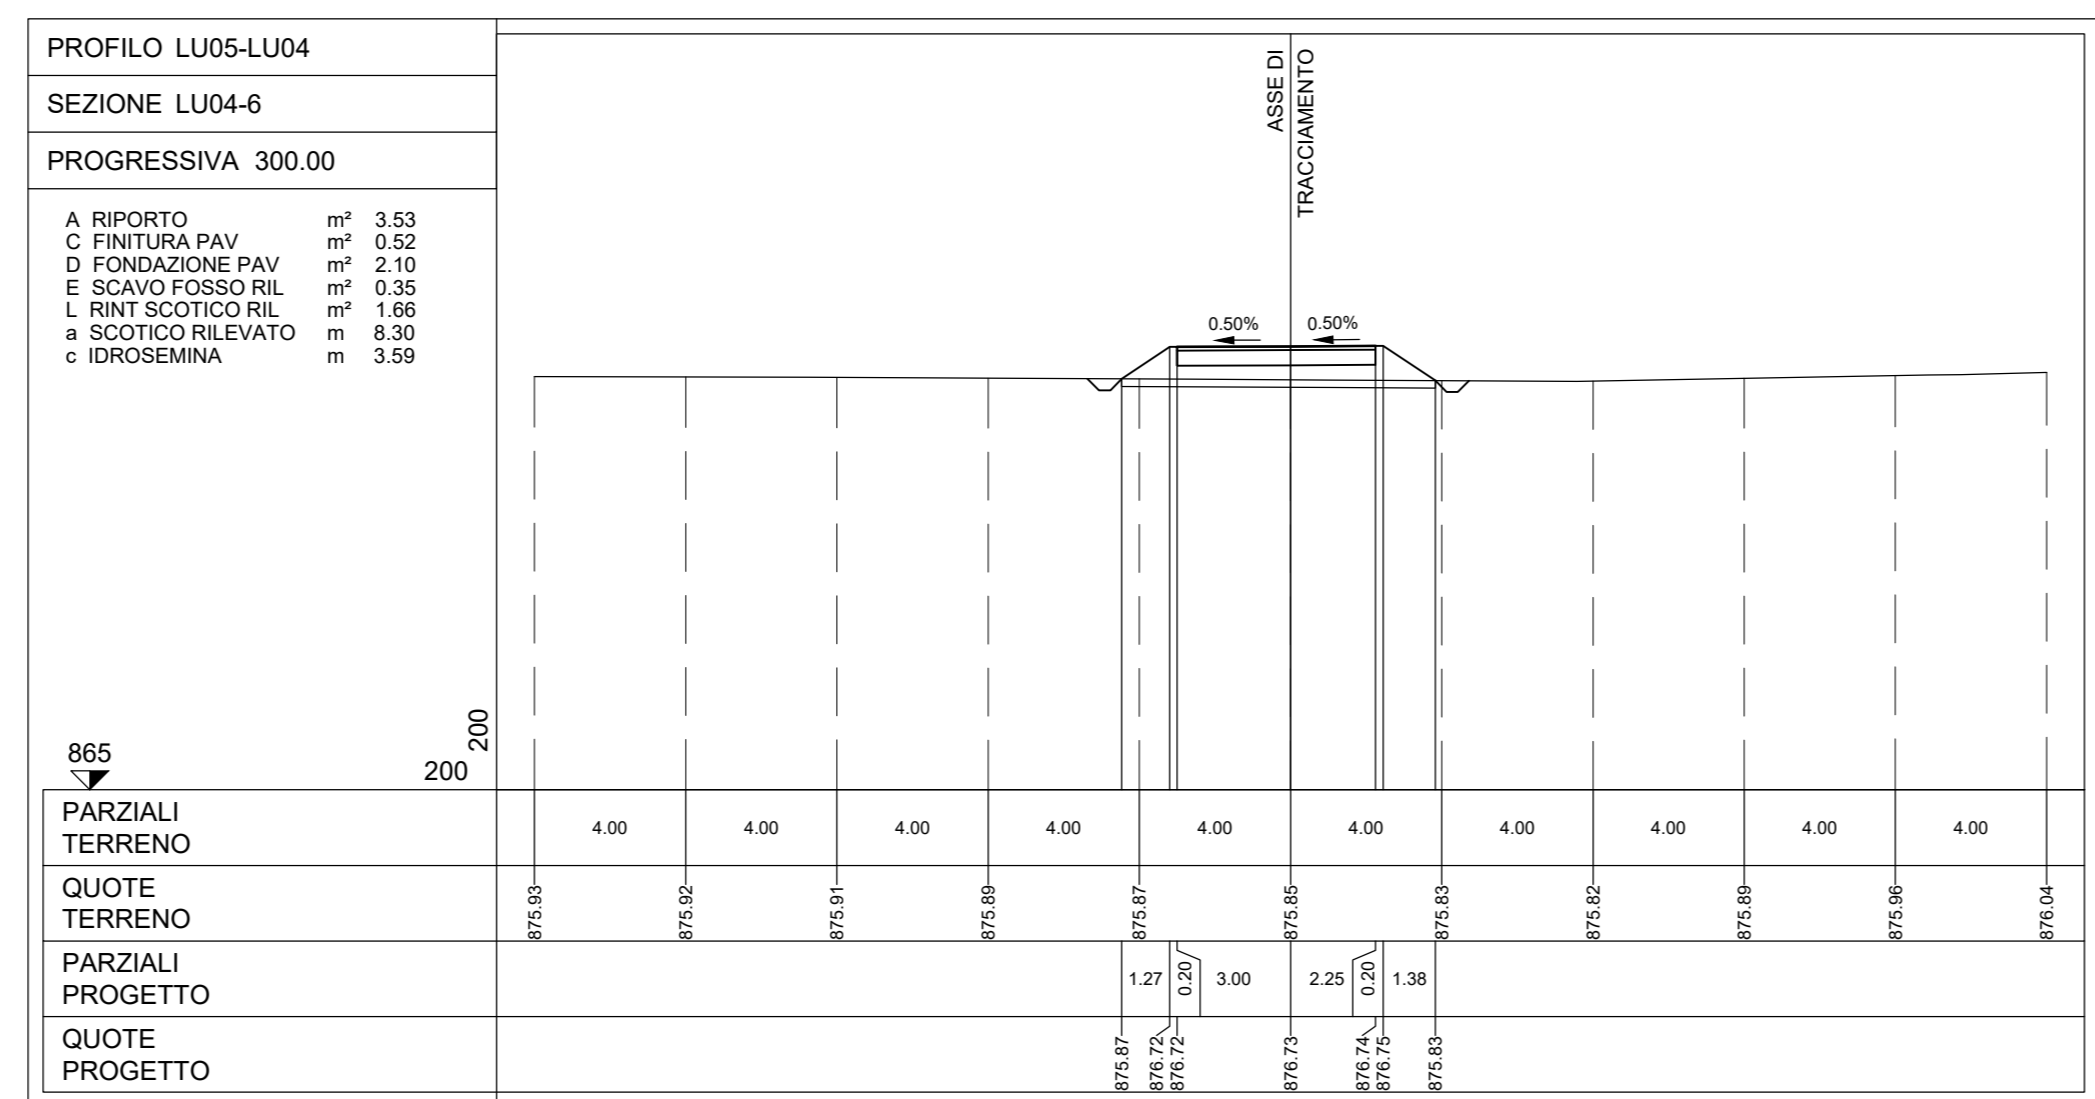 PROFILO LU05-LU04
SEZIONE LU04-6
PROGRESSIVA 300.00
A RIPORTO m² 3.53
C FINITURA PAV m² 0.52
D FONDAZIONE PAV m² 2.10
E SCAVO FOSSO RIL m² 0.35
L RINT SCOTICO RIL m² 1.66
a SCOTICO RILEVATO m 8.30
c IDROSEMINA m 3.59
ASSE DI
TRACCIAMENTO
0.50% 0.50%
200
865
200
PARZIALI
TERRENO
4.00 4.00 4.00 4.00 4.00 4.00 4.00 4.00 4.00 4.00
QUOTE
TERRENO
875.93 875.92 875.91 875.89 875.87 875.85 875.83 875.82 875.89 875.96 876.04
PARZIALI
PROGETTO
1.27 0.20 3.00 2.25 0.20 1.38
QUOTE
PROGETTO
875.87 876.72 876.72 876.73 876.74 876.75 875.83